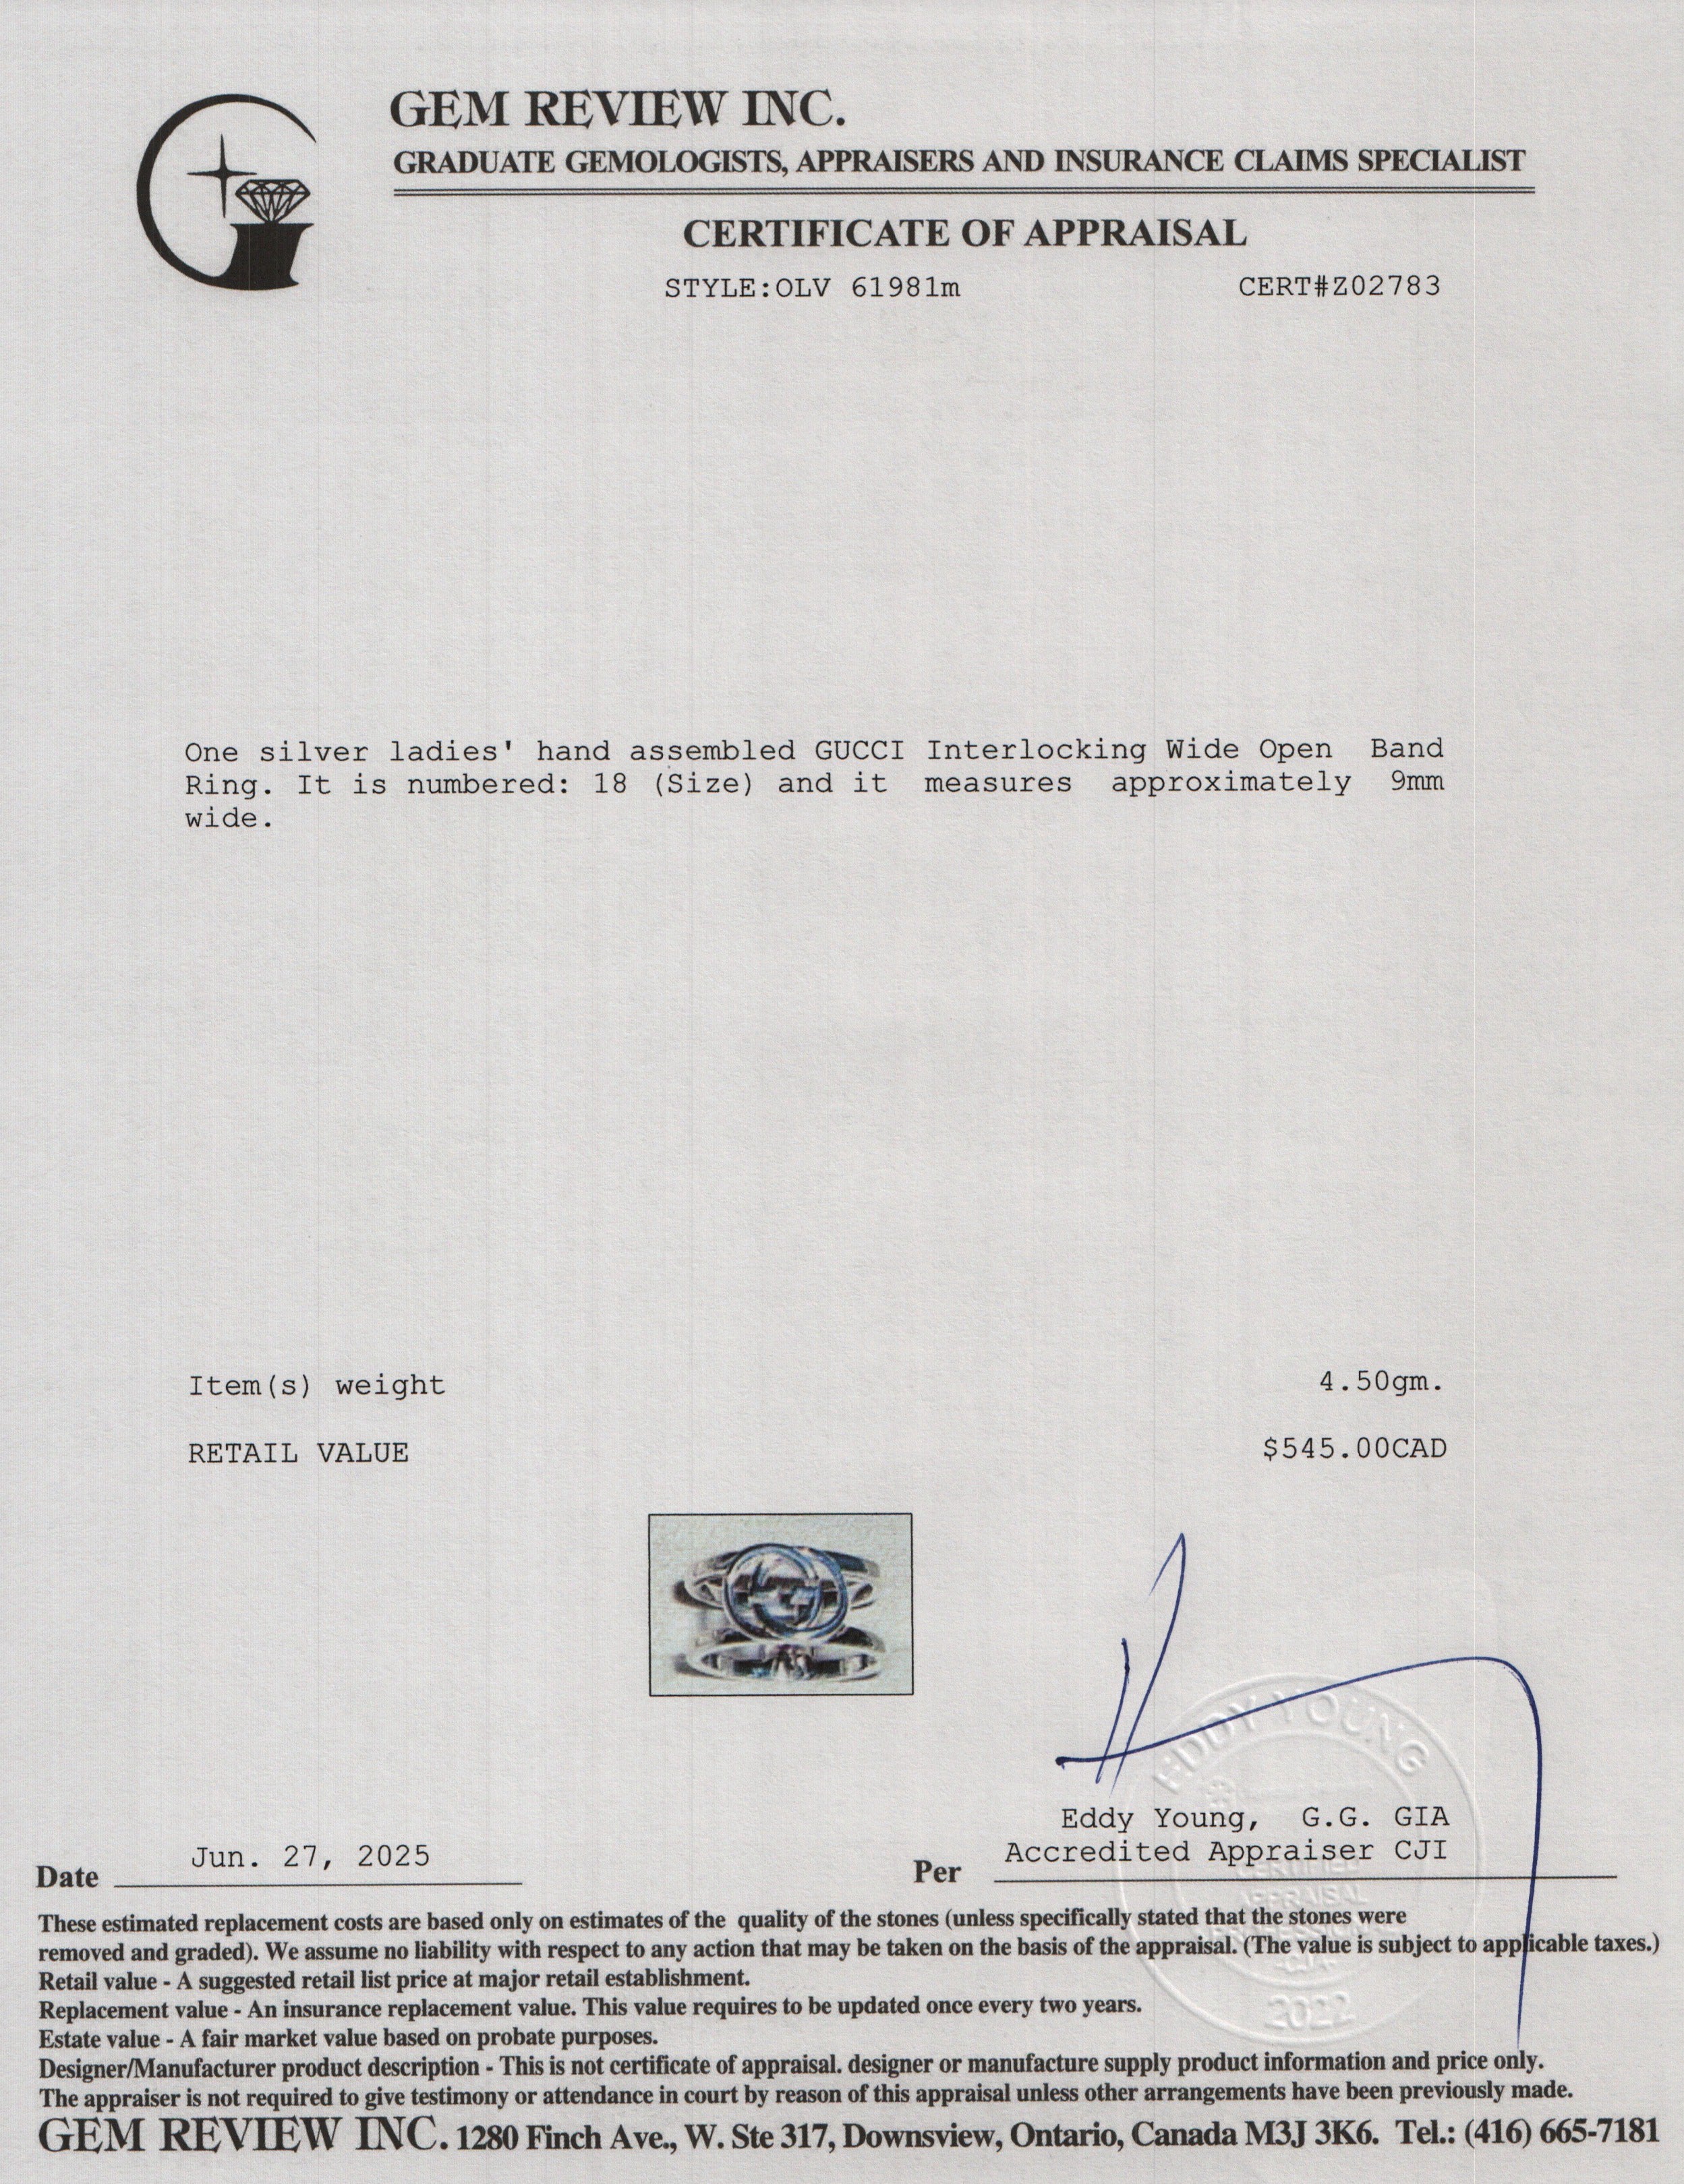 GEM REVIEW INC.
GRADUATE GEMOLOGISTS, APPRAISERS AND INSURANCE CLAIMS SPECIALIST
CERTIFICATE OF APPRAISAL
STYLE:OLV 61981m CERT#Z02783
One silver ladies' hand assembled GUCCI Interlocking Wide Open Band
Ring. It is numbered: 18 (Size) and it measures approximately 9mm
wide.
Item(s) weight 4.50gm.
RETAIL VALUE $545.00CAD
EDDY YOUNG
Eddy Young, G.G. GIA
Accredited Appraiser CJI
Date Jun. 27, 2025 Per
CERTIFIED
APPRAISAL
2022
These estimated replacement costs are based only on estimates of the quality of the stones (unless specifically stated that the stones were
removed and graded). We assume no liability with respect to any action that may be taken on the basis of the appraisal. (The value is subject to applicable taxes.)
Retail value - A suggested retail list price at major retail establishment.
Replacement value - An insurance replacement value. This value requires to be updated once every two years.
Estate value - A fair market value based on probate purposes.
Designer/Manufacturer product description - This is not certificate of appraisal. designer or manufacture supply product information and price only.
The appraiser is not required to give testimony or attendance in court by reason of this appraisal unless other arrangements have been previously made.
GEM REVIEW INC. 1280 Finch Ave., W. Ste 317, Downsview, Ontario, Canada M3J 3K6. Tel.: (416) 665-7181